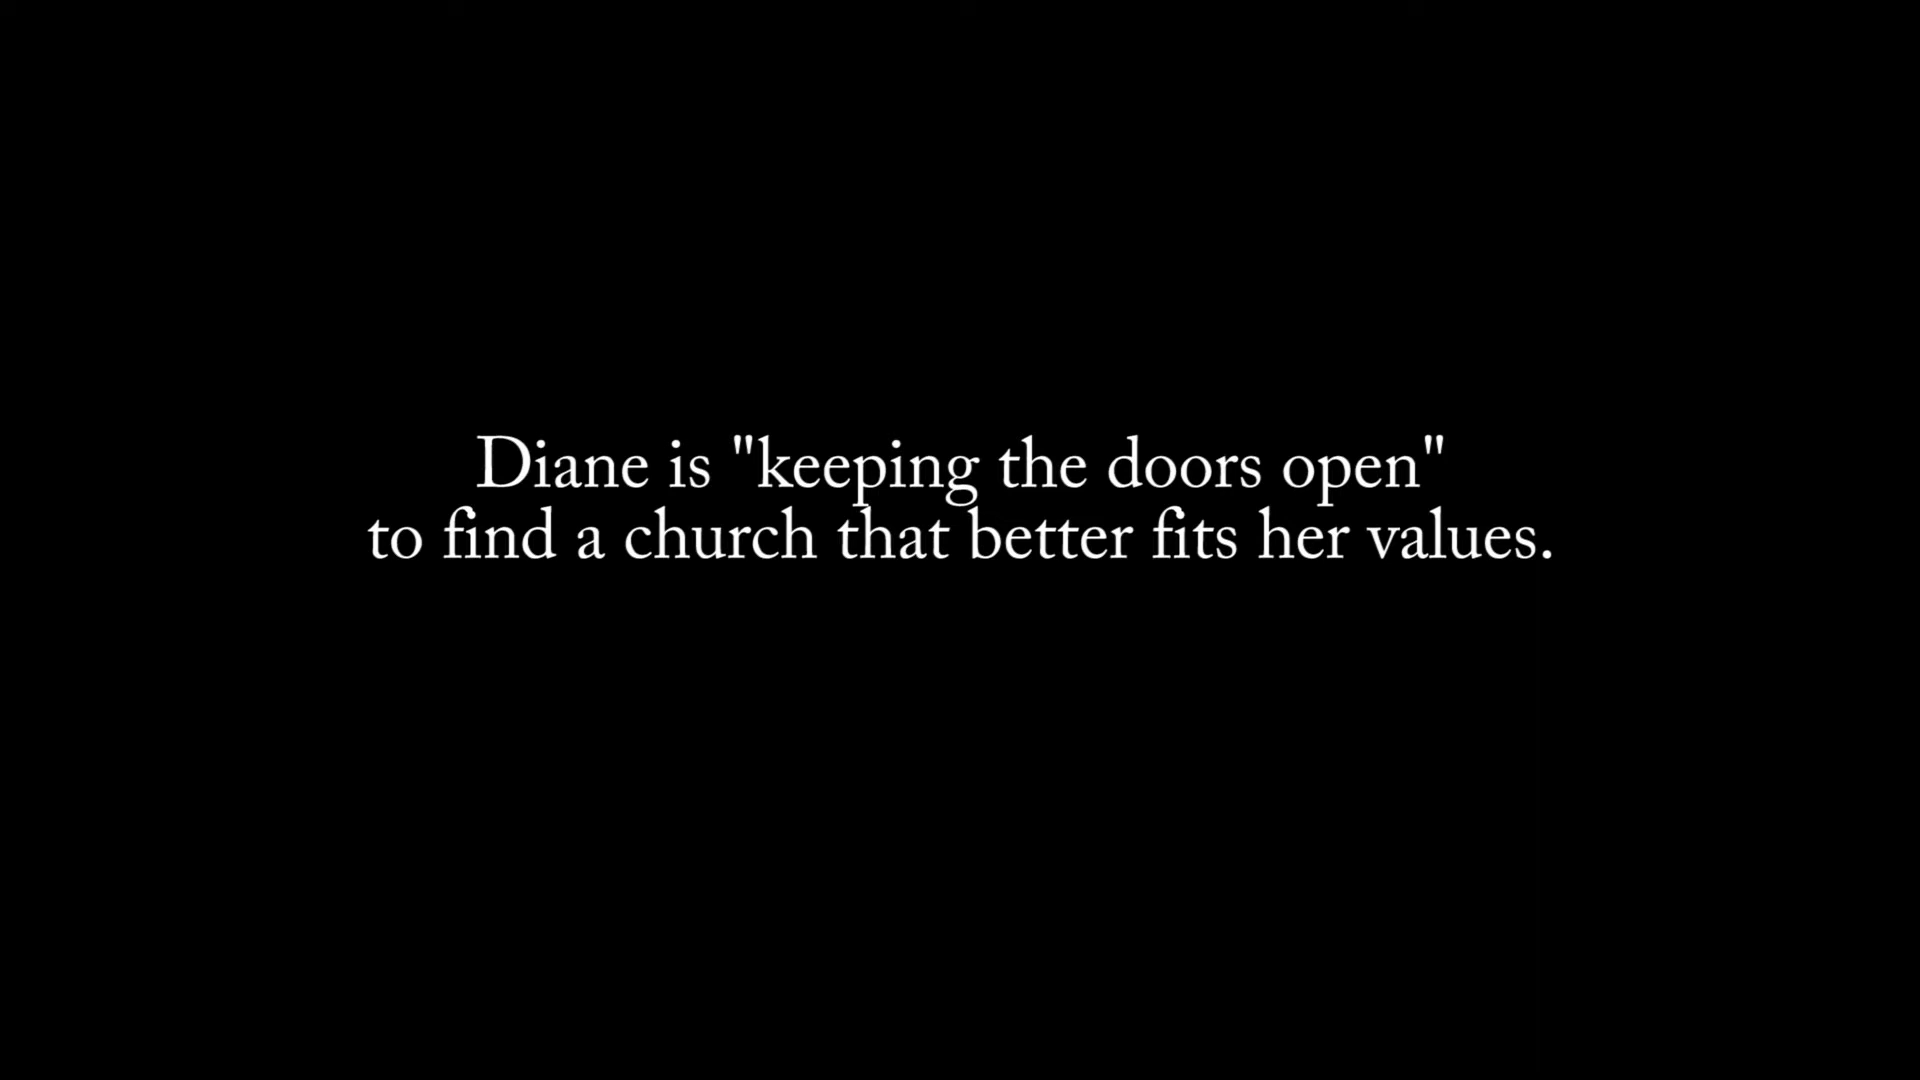 Diane is "keeping the doors open"
to find a church that better fits her values.